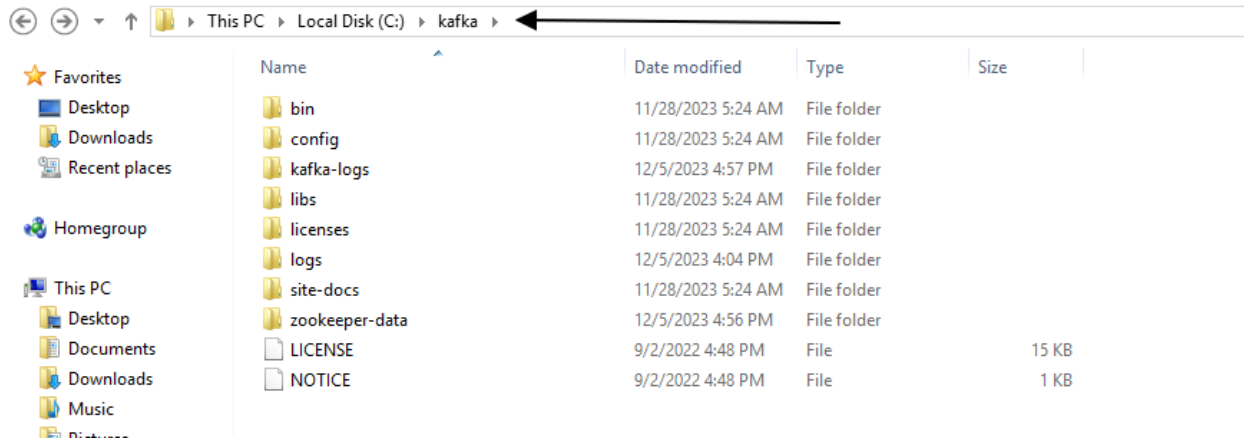 This PC Local Disk (C:) kafka
Name Date modified Type Size
Favorites
Desktop
Downloads
Recent places
Homegroup
This PC
Desktop
Documents
Downloads
Music
Pictures
bin 11/28/2023 5:24 AM File folder
config 11/28/2023 5:24 AM File folder
kafka-logs 12/5/2023 4:57 PM File folder
libs 11/28/2023 5:24 AM File folder
licenses 11/28/2023 5:24 AM File folder
logs 12/5/2023 4:04 PM File folder
site-docs 11/28/2023 5:24 AM File folder
zookeeper-data 12/5/2023 4:56 PM File folder
LICENSE 9/2/2022 4:48 PM File 15 KB
NOTICE 9/2/2022 4:48 PM File 1 KB